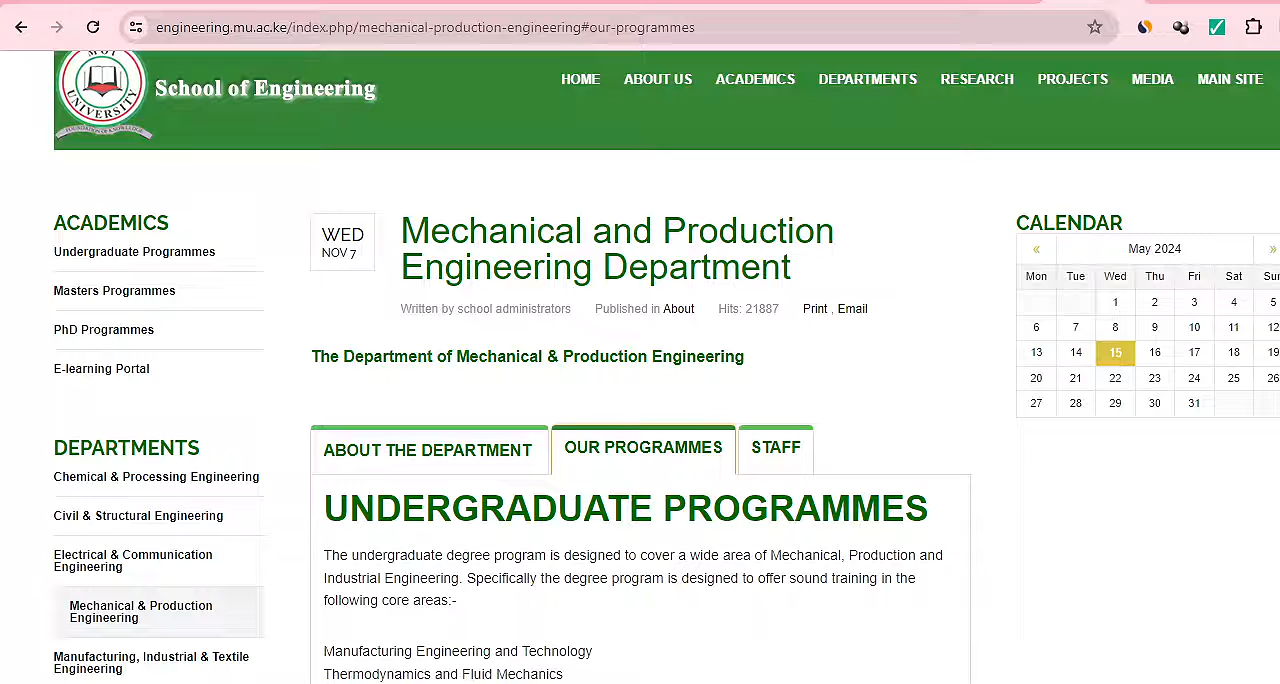 engineering.mu.ac.ke/index.php/mechanical-production-engineering#our-programmes
MOI
UNIVERSITY
FOUNDATION OF KNOWLEDGE
School of Engineering
HOME ABOUT US ACADEMICS DEPARTMENTS RESEARCH PROJECTS MEDIA MAIN SITE
ACADEMICS
Undergraduate Programmes
Masters Programmes
PhD Programmes
E-learning Portal
DEPARTMENTS
Chemical & Processing Engineering
Civil & Structural Engineering
Electrical & Communication
Engineering
Mechanical & Production
Engineering
Manufacturing, Industrial & Textile
Engineering
WED
NOV 7
Mechanical and Production
Engineering Department
Written by school administrators Published in About Hits: 21887 Print , Email
The Department of Mechanical & Production Engineering
ABOUT THE DEPARTMENT OUR PROGRAMMES STAFF
UNDERGRADUATE PROGRAMMES
The undergraduate degree program is designed to cover a wide area of Mechanical, Production and
Industrial Engineering. Specifically the degree program is designed to offer sound training in the
following core areas:-
Manufacturing Engineering and Technology
Thermodynamics and Fluid Mechanics
CALENDAR
« May 2024 »
Mon Tue Wed Thu Fri Sat Sun
1 2 3 4 5
6 7 8 9 10 11 12
13 14 15 16 17 18 19
20 21 22 23 24 25 26
27 28 29 30 31